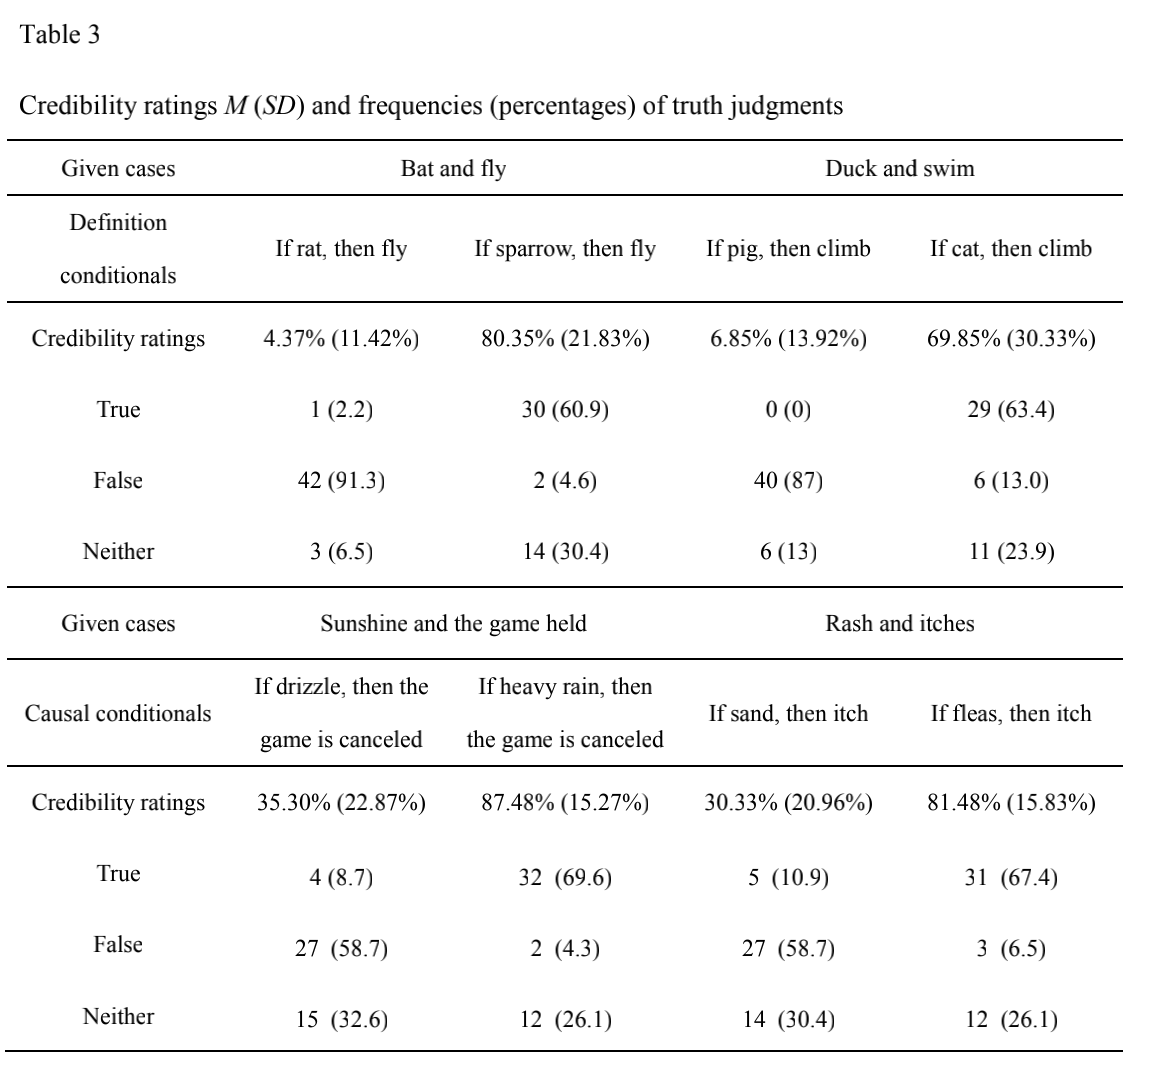 Table 3
Credibility ratings M (SD) and frequencies (percentages) of truth judgments
Given cases Bat and fly Duck and swim
Definition conditionals If rat, then fly If sparrow, then fly If pig, then climb If cat, then climb
Credibility ratings 4.37% (11.42%) 80.35% (21.83%) 6.85% (13.92%) 69.85% (30.33%)
True 1 (2.2) 30 (60.9) 0 (0) 29 (63.4)
False 42 (91.3) 2 (4.6) 40 (87) 6 (13.0)
Neither 3 (6.5) 14 (30.4) 6 (13) 11 (23.9)
Given cases Sunshine and the game held Rash and itches
Causal conditionals If drizzle, then the game is canceled If heavy rain, then the game is canceled If sand, then itch If fleas, then itch
Credibility ratings 35.30% (22.87%) 87.48% (15.27%) 30.33% (20.96%) 81.48% (15.83%)
True 4 (8.7) 32 (69.6) 5 (10.9) 31 (67.4)
False 27 (58.7) 2 (4.3) 27 (58.7) 3 (6.5)
Neither 15 (32.6) 12 (26.1) 14 (30.4) 12 (26.1)